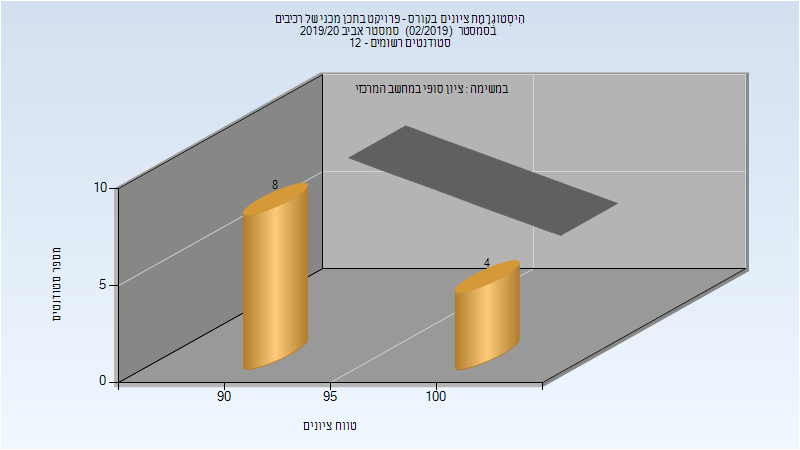 היסטוגרמת ציונים בקורס - פרויקט בתכן מכני של רכיבים
בסמסטר (02/2019) סמסטר אביב 2019/20
סטודנטים רשומים - 12
במשימה : ציון סופי במחשב המרכזי
8
4
10
5
0
90
95
100
מספר סטודנטים
טווח ציונים